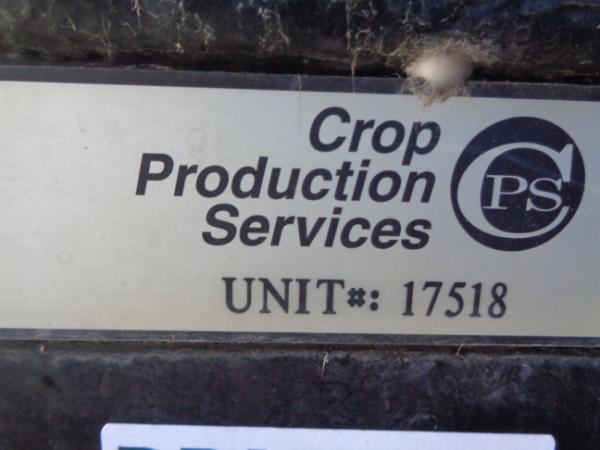 Crop
Production
Services
CPS
UNIT#: 17518